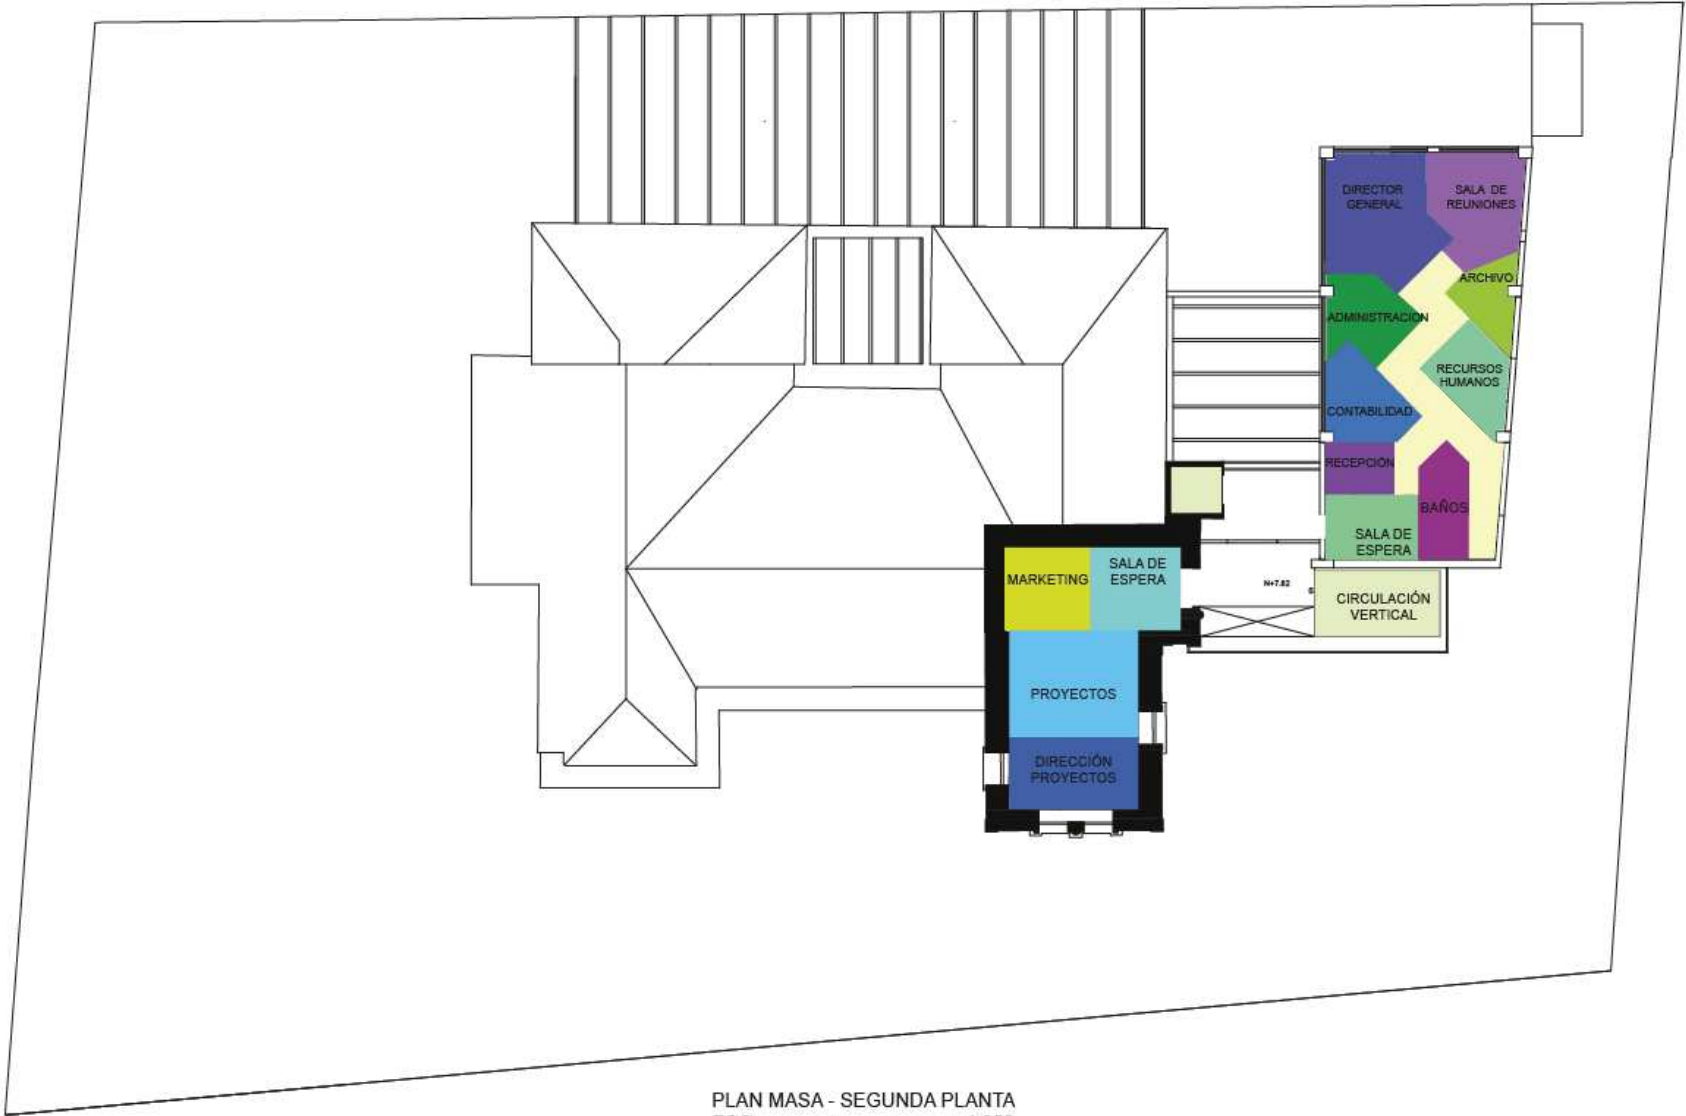 DIRECTOR
GENERAL
SALA DE
REUNIONES
ARCHIVO
ADMINISTRACION
RECURSOS
HUMANOS
CONTABILIDAD
RECEPCIÓN
BAÑOS
SALA DE
ESPERA
MARKETING
SALA DE
ESPERA
N+7.82
S
CIRCULACIÓN
VERTICAL
PROYECTOS
DIRECCIÓN
PROYECTOS
PLAN MASA - SEGUNDA PLANTA